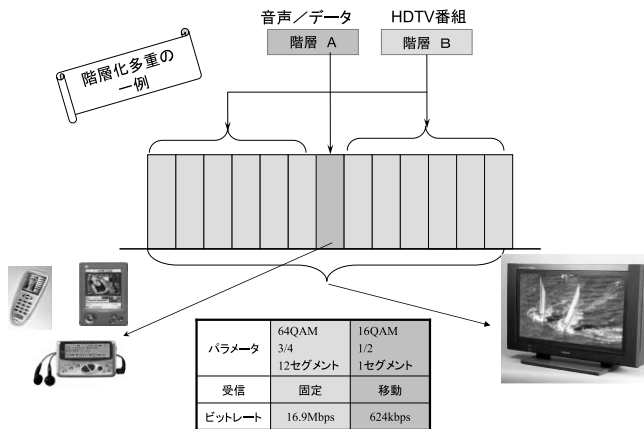 音声／データ
HDTV番組
階層 A
階層 B
階層化多重の
一例
パラメータ
64QAM
3/4
12セグメント
16QAM
1/2
1セグメント
受信
固定
移動
ビットレート
16.9Mbps
624kbps